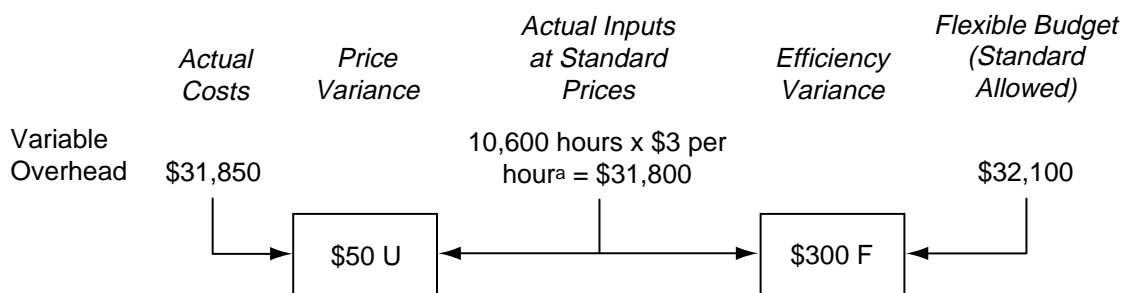 Actual
Costs
Price
Variance
Actual Inputs
at Standard
Prices
Efficiency
Variance
Flexible Budget
(Standard
Allowed)
Variable
Overhead
$31,850
10,600 hours x $3 per
hourª = $31,800
$32,100
$50 U
$300 F